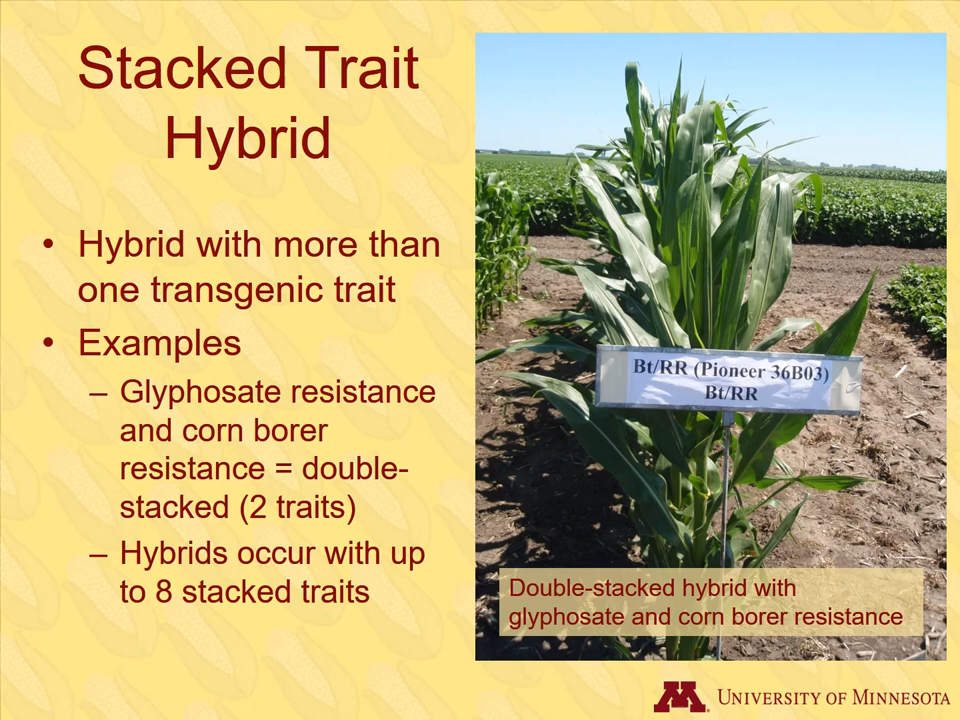 Stacked Trait
Hybrid
• Hybrid with more than
one transgenic trait
• Examples
– Glyphosate resistance
and corn borer
resistance = double-
stacked (2 traits)
– Hybrids occur with up
to 8 stacked traits
Bt/RR (Pioneer 36B03)
Bt/RR
Double-stacked hybrid with
glyphosate and corn borer resistance
M UNIVERSITY OF MINNESOTA